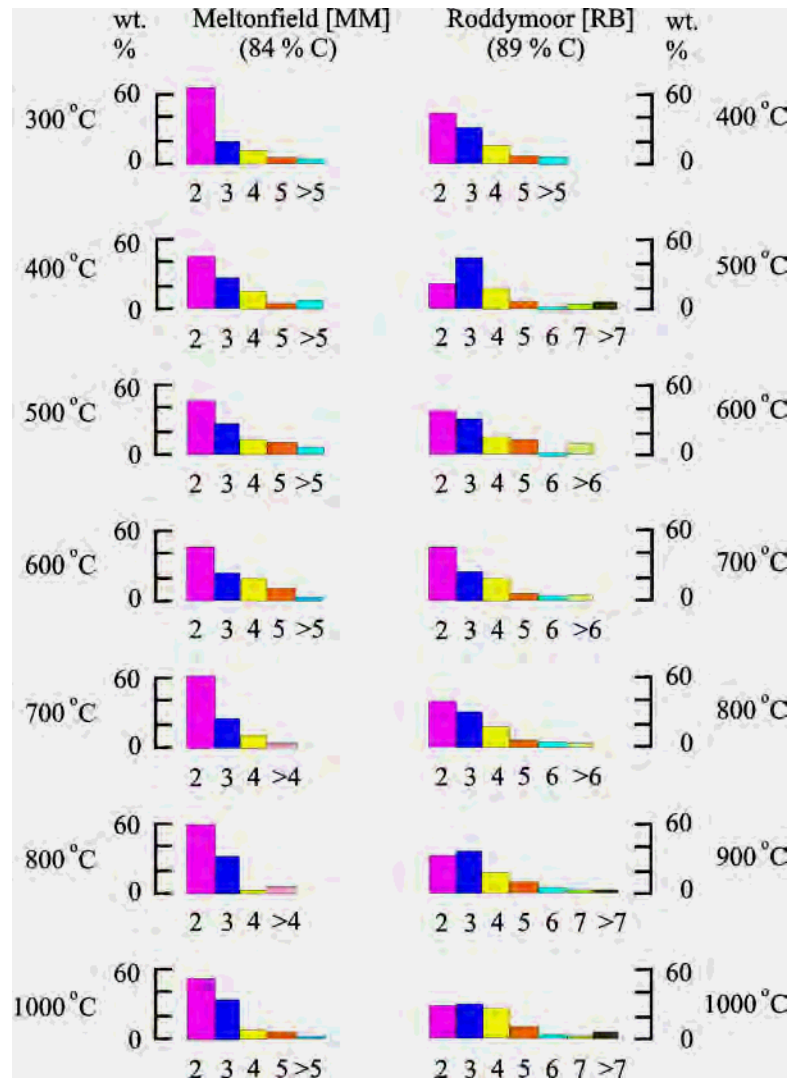 wt. Meltonfield [MM] Roddymoor [RB] wt.
% (84 % C) (89 % C) %
300 °C 60 0 60 0 400 °C
2 3 4 5 >5 2 3 4 5 >5
400 °C 60 0 60 0 500 °C
2 3 4 5 >5 2 3 4 5 6 7 >7
500 °C 60 0 60 0 600 °C
2 3 4 5 >5 2 3 4 5 6 >6
600 °C 60 0 60 0 700 °C
2 3 4 5 >5 2 3 4 5 6 >6
700 °C 60 0 60 0 800 °C
2 3 4 >4 2 3 4 5 6 >6
800 °C 60 0 60 0 900 °C
2 3 4 >4 2 3 4 5 6 7 >7
1000 °C 60 0 60 0 1000 °C
2 3 4 5 >5 2 3 4 5 6 7 >7